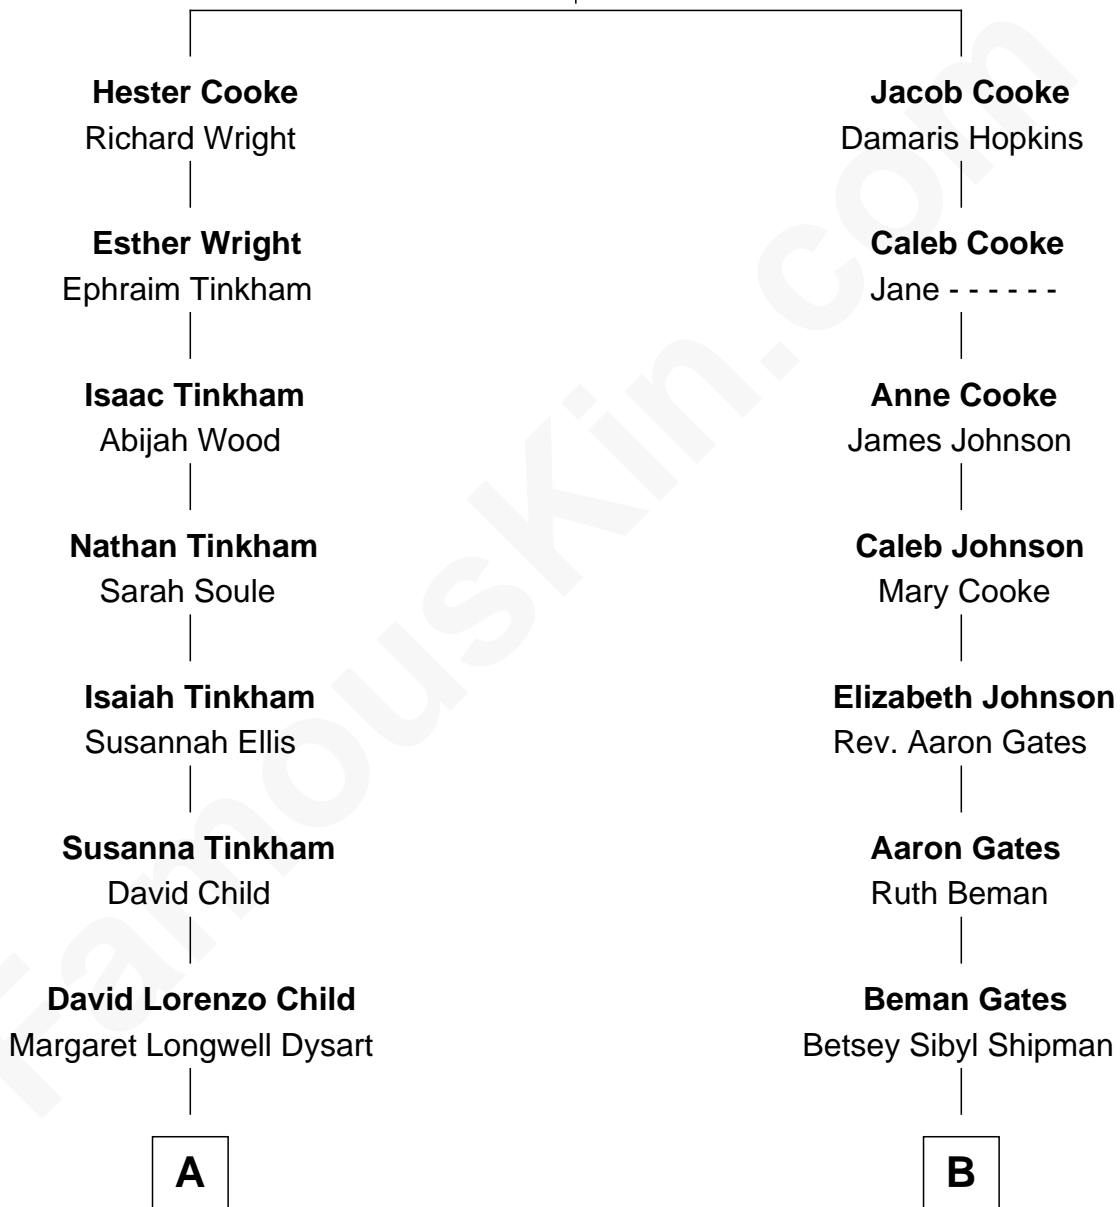 Hester Cooke
Richard Wright
Jacob Cooke
Damaris Hopkins
Esther Wright
Ephraim Tinkham
Caleb Cooke
Jane - - - - - -
Isaac Tinkham
Abijah Wood
Anne Cooke
James Johnson
Nathan Tinkham
Sarah Soule
Caleb Johnson
Mary Cooke
Isaiah Tinkham
Susannah Ellis
Elizabeth Johnson
Rev. Aaron Gates
Susanna Tinkham
David Child
Aaron Gates
Ruth Beman
David Lorenzo Child
Margaret Longwell Dysart
Beman Gates
Betsey Sibyl Shipman
A
B
FamousKin.com